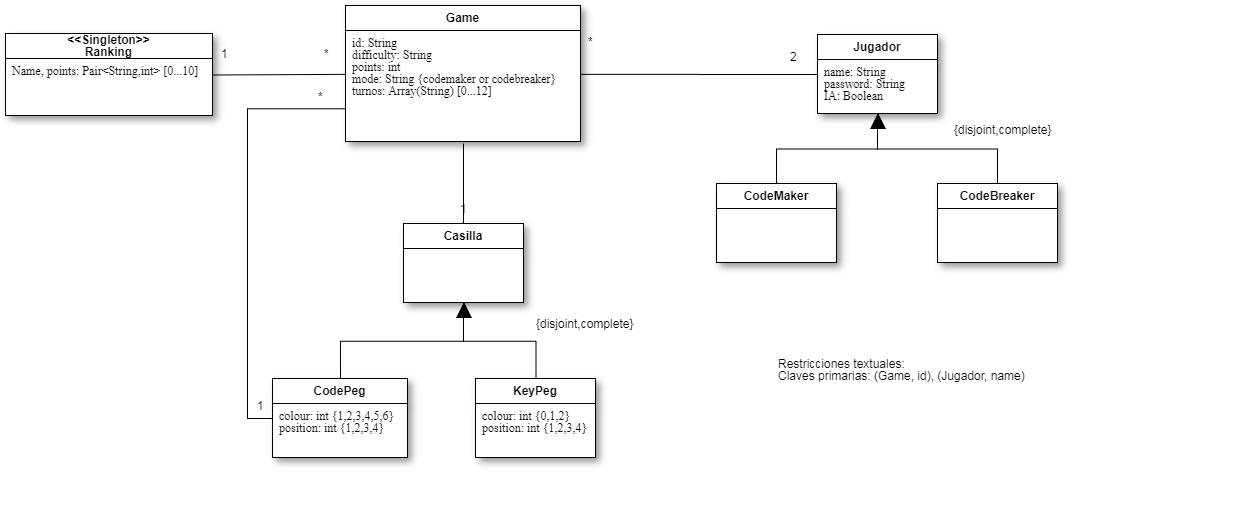 <<Singleton>>
Ranking
Name, points: Pair<String,int> [0...10]
1
*
*
Game
id: String
difficulty: String
points: int
mode: String {codemaker or codebreaker}
turnos: Array(String) [0...12]
*
2
Jugador
name: String
password: String
IA: Boolean
{disjoint,complete}
CodeMaker
CodeBreaker
1
Casilla
{disjoint,complete}
1
CodePeg
colour: int {1,2,3,4,5,6}
position: int {1,2,3,4}
KeyPeg
colour: int {0,1,2}
position: int {1,2,3,4}
Restricciones textuales:
Claves primarias: (Game, id), (Jugador, name)